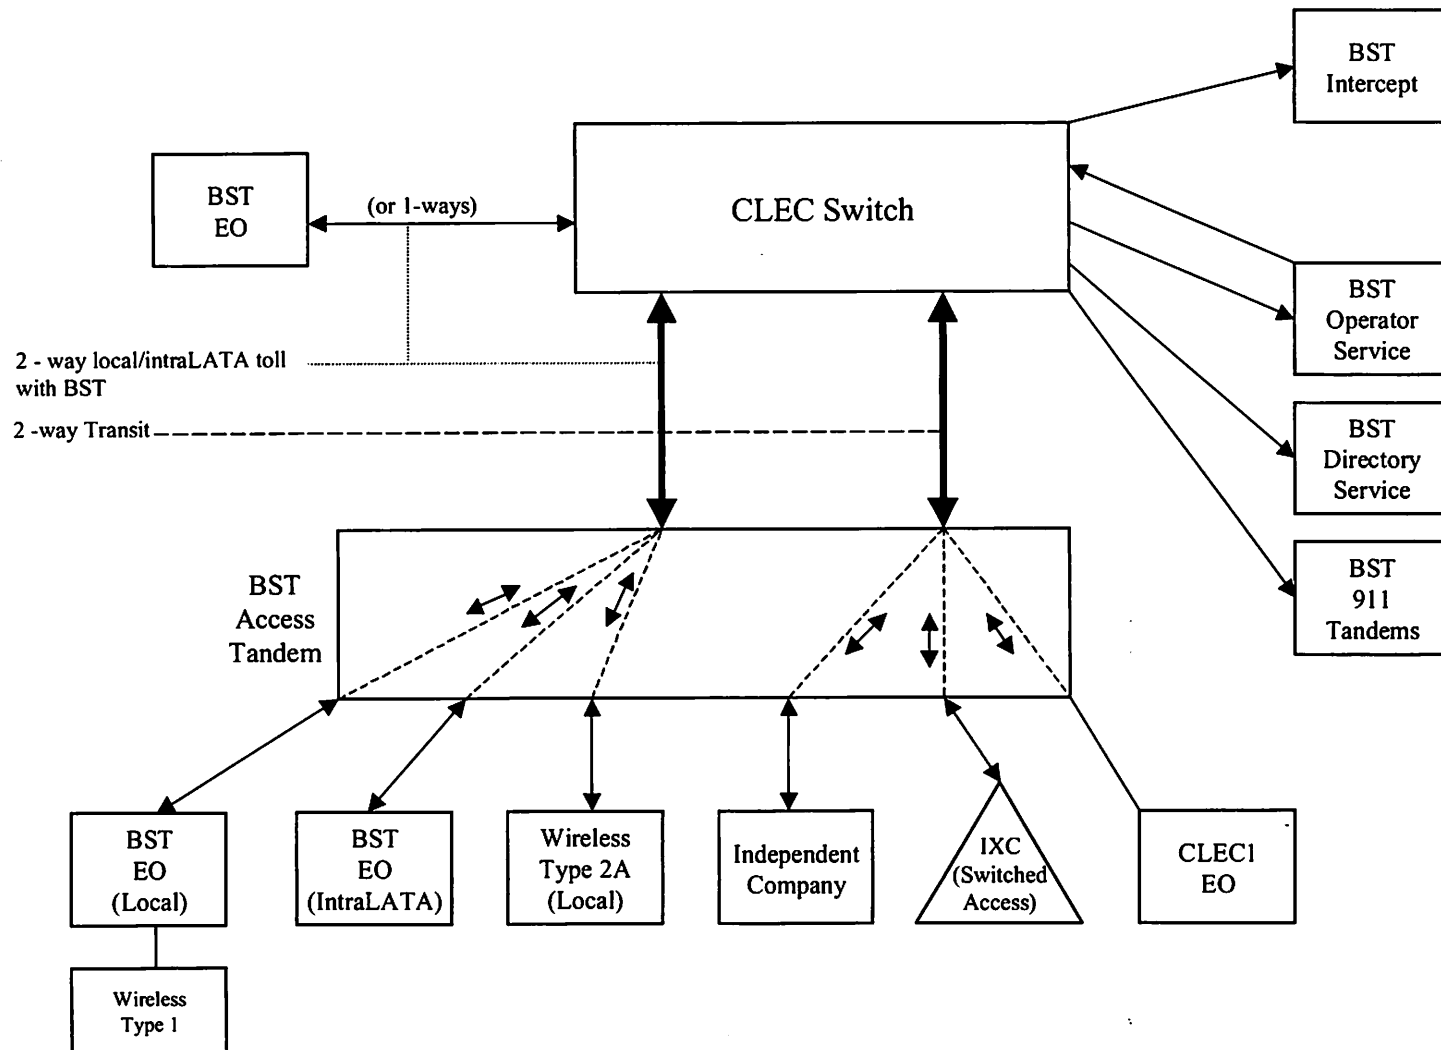 BST
Intercept
BST
EO
(or 1-ways)
CLEC Switch
BST
Operator
Service
2 - way local/intraLATA toll
with BST
2 -way Transit
BST
Directory
Service
BST
911
Tandems
BST
Access
Tandem
BST
EO
(Local)
BST
EO
(IntraLATA)
Wireless
Type 2A
(Local)
Independent
Company
IXC
(Switched
Access)
CLEC1
EO
Wireless
Type 1